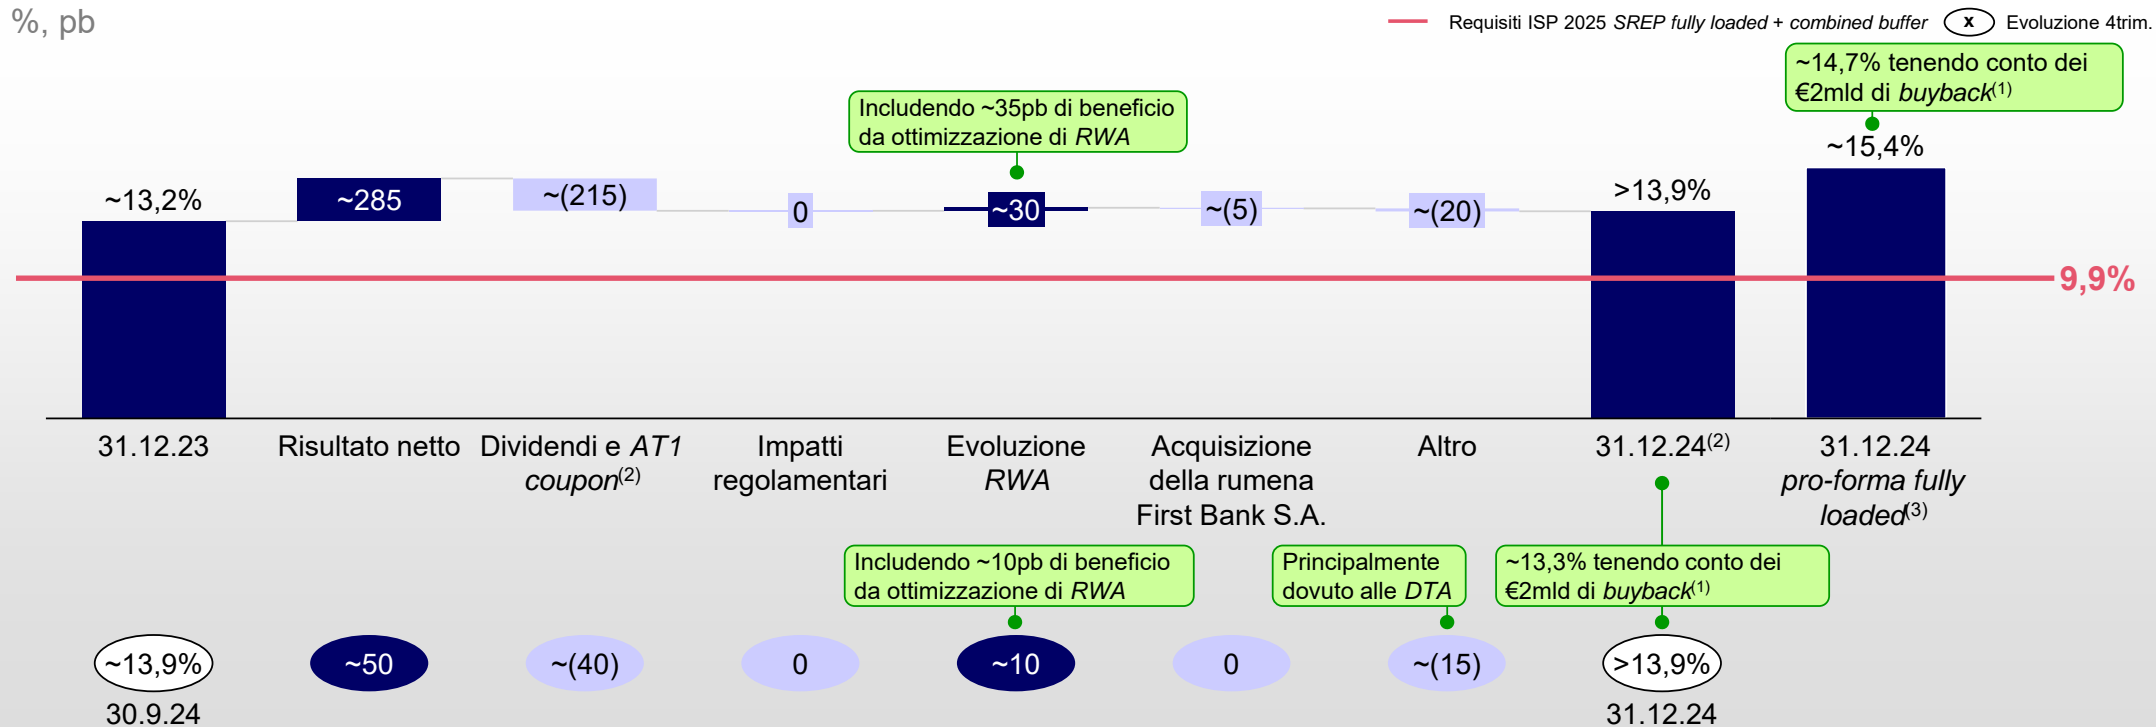 %, pb
Requisiti ISP 2025 SREP fully loaded + combined buffer
x
Evoluzione 4trim.
~14,7% tenendo conto dei
€2mld di buyback(1)
Includendo ~35pb di beneficio
da ottimizzazione di RWA
~13,2%
~285
~(215)
0
~30
~(5)
~(20)
>13,9%
~15,4%
9,9%
31.12.23
Risultato netto
Dividendi e AT1
coupon(2)
Impatti
regolamentari
Evoluzione
RWA
Acquisizione
della rumena
First Bank S.A.
Altro
31.12.24(2)
31.12.24
pro-forma fully
loaded(3)
Includendo ~10pb di beneficio
da ottimizzazione di RWA
Principalmente
dovuto alle DTA
~13,3% tenendo conto dei
€2mld di buyback(1)
~13,9%
~50
~(40)
0
~10
0
~(15)
>13,9%
30.9.24
31.12.24